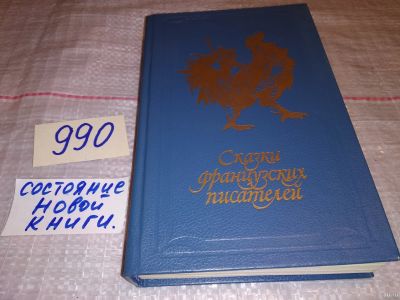 990
состояние
новой
книги.
Сказки
французских
писателей